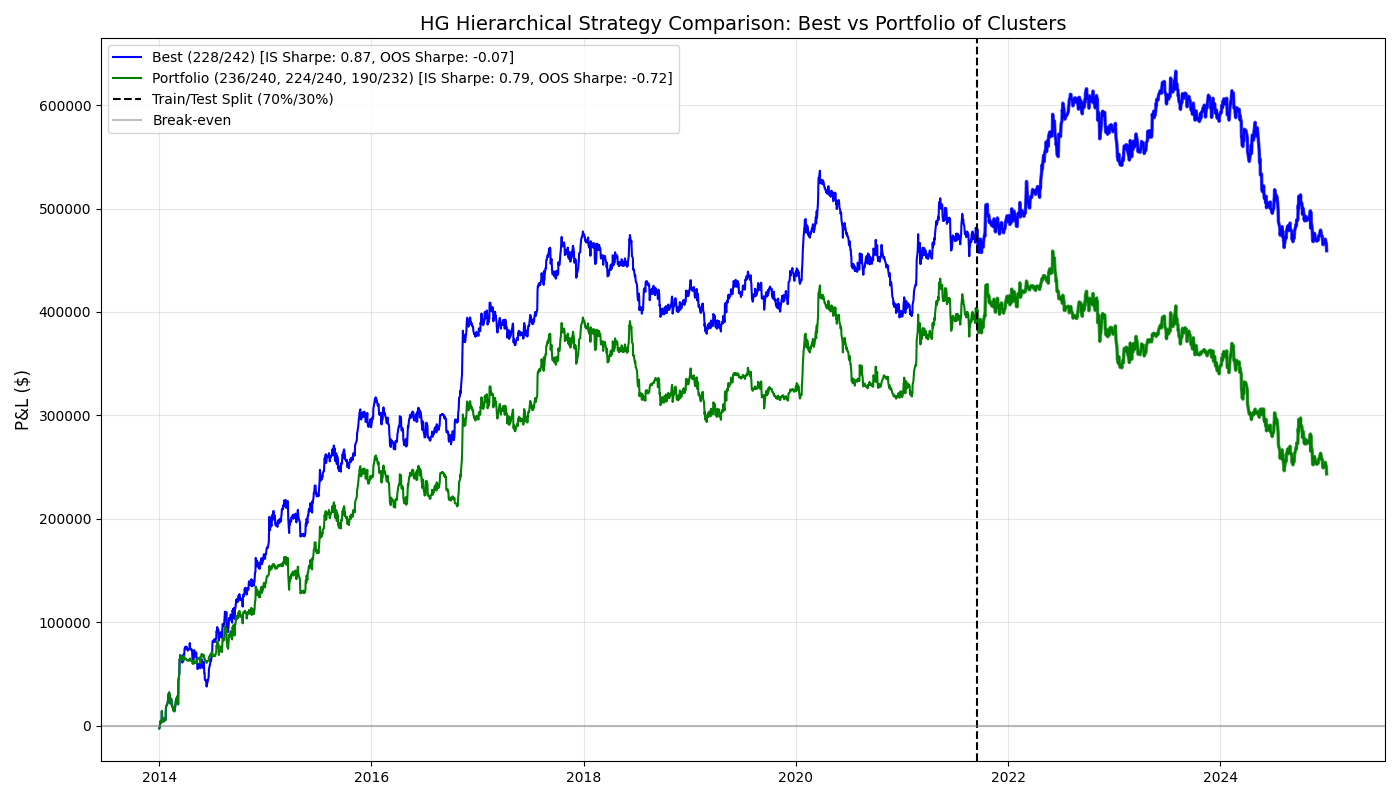 HG Hierarchical Strategy Comparison: Best vs Portfolio of Clusters
Best (228/242) [IS Sharpe: 0.87, OOS Sharpe: -0.07]
Portfolio (236/240, 224/240, 190/232) [IS Sharpe: 0.79, OOS Sharpe: -0.72]
Train/Test Split (70%/30%)
Break-even
P&L ($)
600000
500000
400000
300000
200000
100000
0
2014
2016
2018
2020
2022
2024